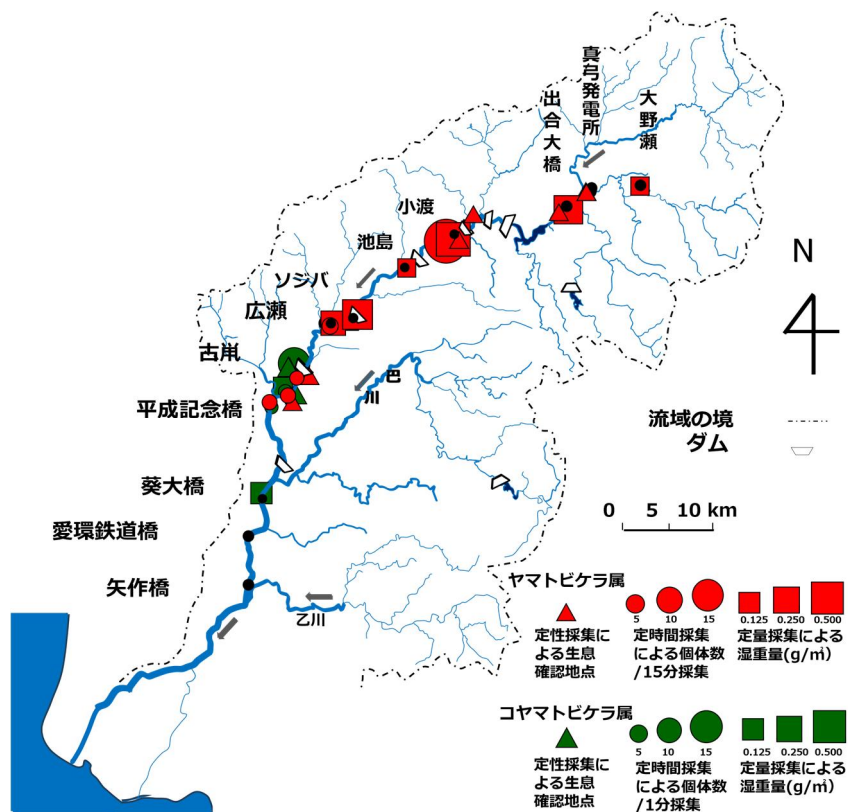 大野瀬
真弓発電所
出合大橋
小渡
池島
ソジバ
広瀬
古鼡
平成記念橋
葵大橋
愛環鉄道橋
矢作橋
巴
川
乙川
N
流域の境
ダム
0 5 10 km
ヤマトビケラ属
5 10 15
0.125 0.250 0.500
定性採集に
よる生息
確認地点
定時間採集
による個体数
/15分採集
定量採集による
湿重量(g/㎡)
コヤマトビケラ属
5 10 15
0.125 0.250 0.500
定性採集に
よる生息
確認地点
定時間採集
による個体数
/1分採集
定量採集による
湿重量(g/㎡)